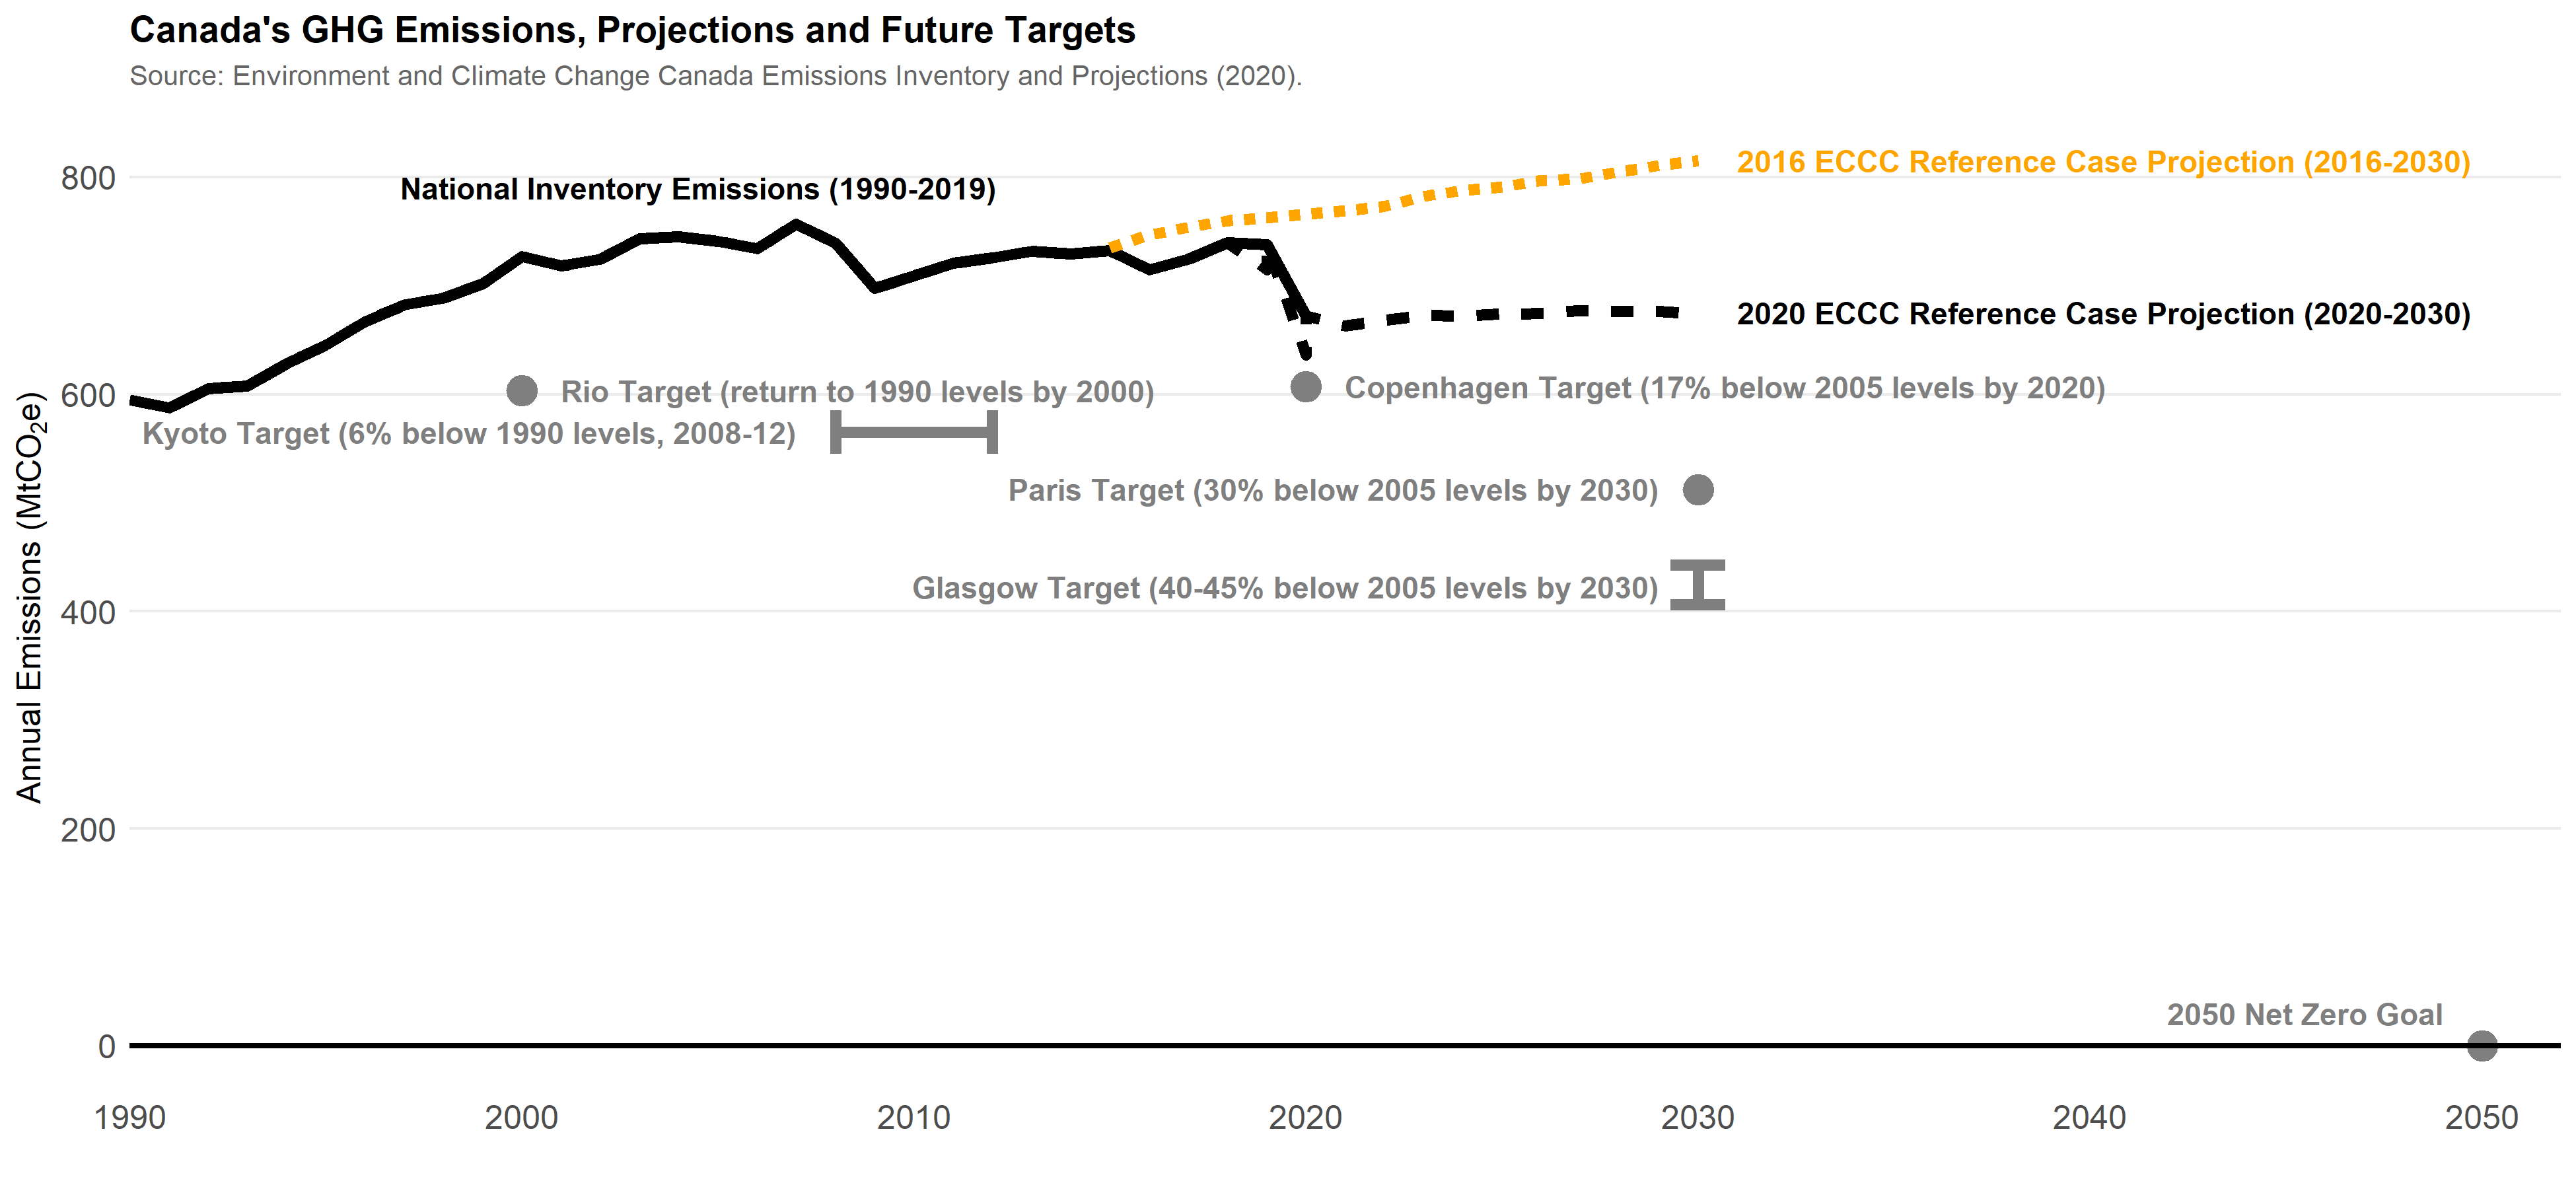 Canada's GHG Emissions, Projections and Future Targets
Source: Environment and Climate Change Canada Emissions Inventory and Projections (2020).
Annual Emissions (MtCO₂e)
800
600
400
200
0
2016 ECCC Reference Case Projection (2016-2030)
National Inventory Emissions (1990-2019)
2020 ECCC Reference Case Projection (2020-2030)
Rio Target (return to 1990 levels by 2000)
Copenhagen Target (17% below 2005 levels by 2020)
Kyoto Target (6% below 1990 levels, 2008-12)
Paris Target (30% below 2005 levels by 2030)
Glasgow Target (40-45% below 2005 levels by 2030)
2050 Net Zero Goal
1990 2000 2010 2020 2030 2040 2050